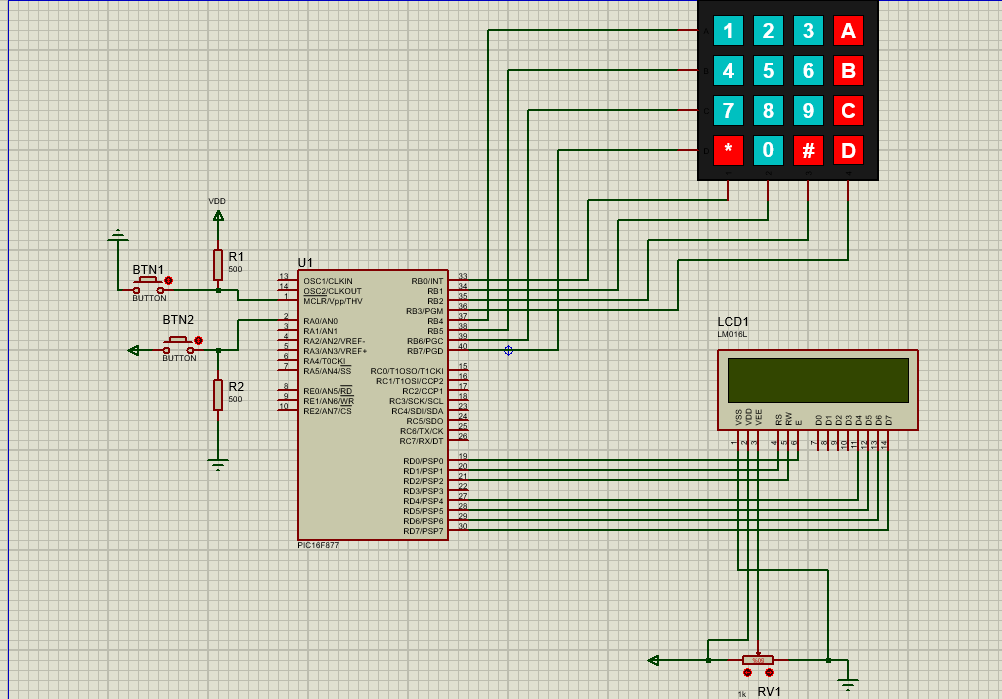 1 2 3 A
4 5 6 B
7 8 9 C
* 0 # D
VDD
R1
500
BTN1
BUTTON
BTN2
BUTTON
R2
500
U1
13 OSC1/CLKIN
14 OSC2/CLKOUT
1 MCLR/Vpp/THV
2 RA0/AN0
3 RA1/AN1
4 RA2/AN2/VREF-
5 RA3/AN3/VREF+
6 RA4/T0CKI
7 RA5/AN4/SS
8 RE0/AN5/RD
9 RE1/AN6/WR
10 RE2/AN7/CS
RB0/INT 33
RB1 34
RB2 35
RB3/PGM 36
RB4 37
RB5 38
RB6/PGC 39
RB7/PGD 40
RC0/T1OSO/T1CKI 15
RC1/T1OSI/CCP2 16
RC2/CCP1 17
RC3/SCK/SCL 18
RC4/SDI/SDA 23
RC5/SDO 24
RC6/TX/CK 25
RC7/RX/DT 26
RD0/PSP0 19
RD1/PSP1 20
RD2/PSP2 21
RD3/PSP3 22
RD4/PSP4 27
RD5/PSP5 28
RD6/PSP6 29
RD7/PSP7 30
PIC16F877
LCD1
LM016L
VSS VDD VEE RS RW E D0 D1 D2 D3 D4 D5 D6 D7
1 2 3 4 5 6 7 8 9 10 11 12 13 14
1k
RV1